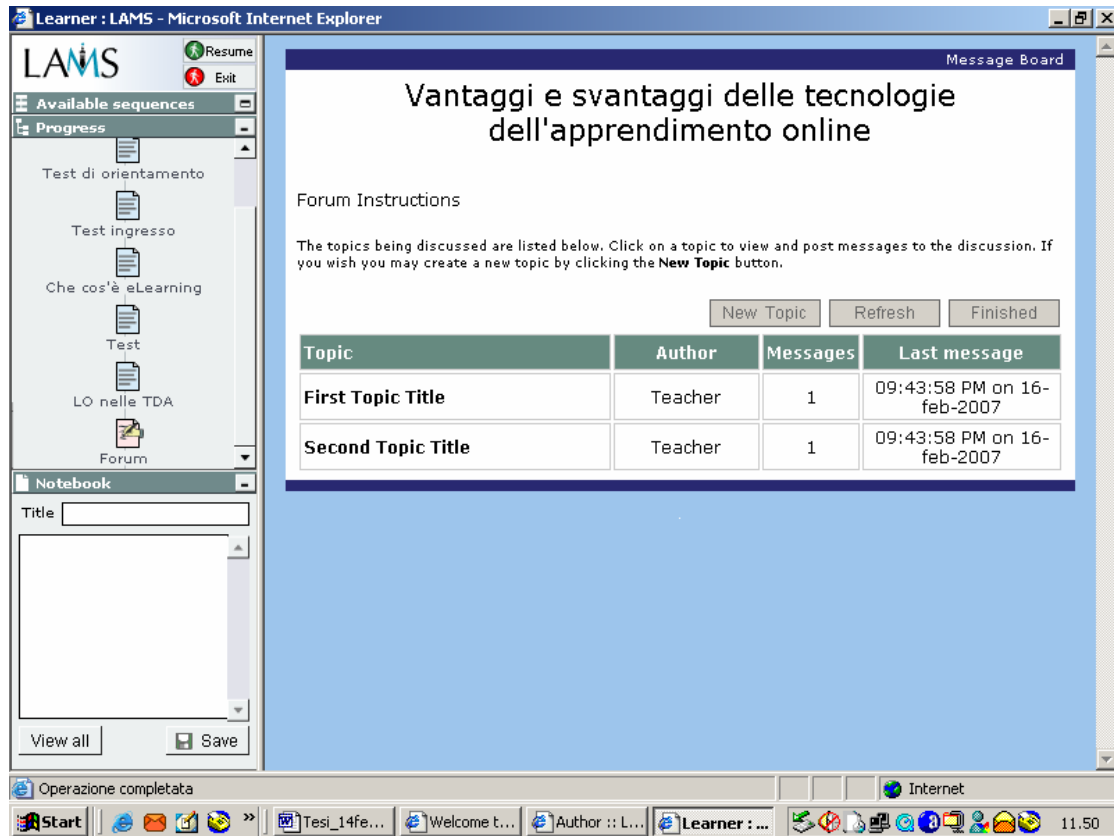 Learner : LAMS - Microsoft Internet Explorer
LAMS
Resume
Exit
Available sequences
Progress
Test di orientamento
Test ingresso
Che cos'è eLearning
Test
LO nelle TDA
Forum
Notebook
Title
View all
Save
Message Board
Vantaggi e svantaggi delle tecnologie
dell'apprendimento online
Forum Instructions
The topics being discussed are listed below. Click on a topic to view and post messages to the discussion. If
you wish you may create a new topic by clicking the New Topic button.
New Topic Refresh Finished
Topic Author Messages Last message
First Topic Title Teacher 1 09:43:58 PM on 16-
feb-2007
Second Topic Title Teacher 1 09:43:58 PM on 16-
feb-2007
Operazione completata
Internet
Start » Tesi_14fe... Welcome t... Author :: L... Learner : ... 11.50